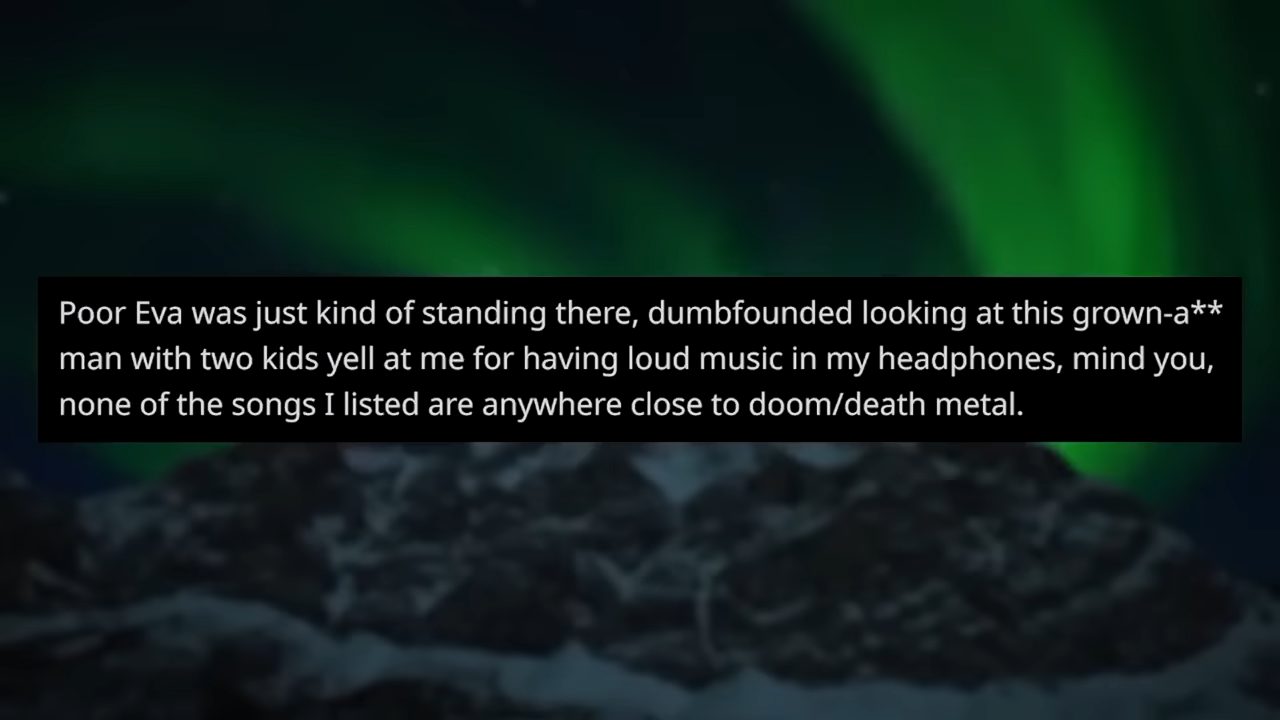 Poor Eva was just kind of standing there, dumbfounded looking at this grown-a**
man with two kids yell at me for having loud music in my headphones, mind you,
none of the songs I listed are anywhere close to doom/death metal.